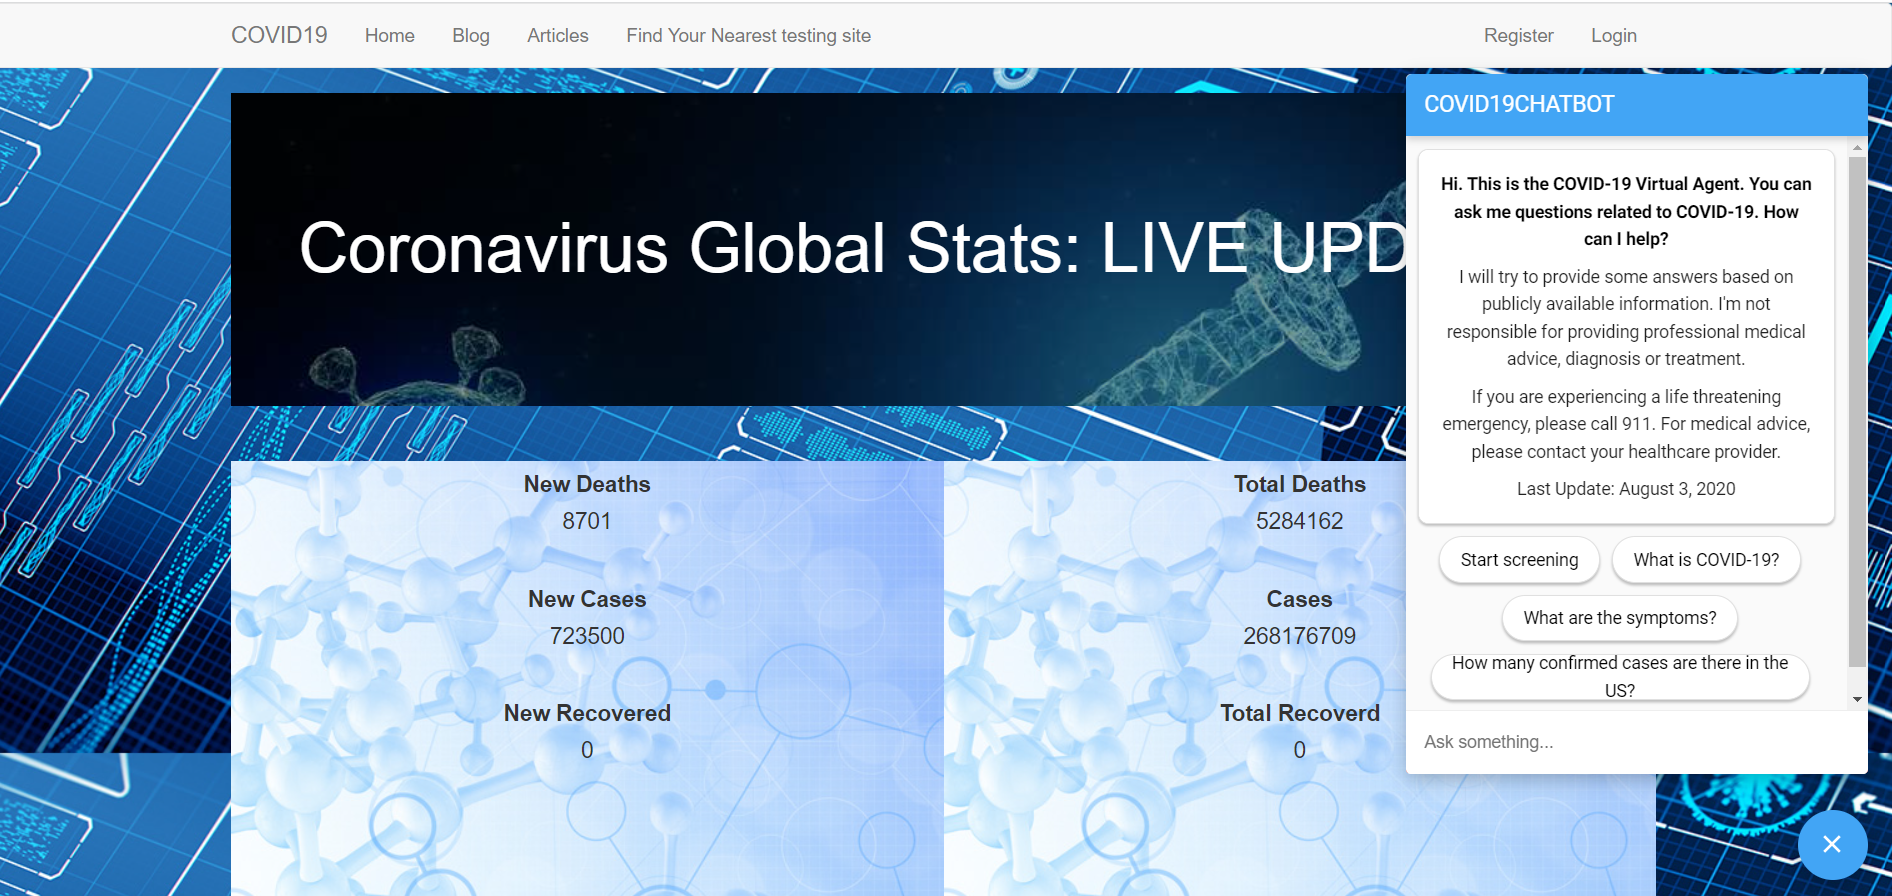 COVID19 Home Blog Articles Find Your Nearest testing site Register Login
Coronavirus Global Stats: LIVE UPD
New Deaths
8701
New Cases
723500
New Recovered
0
Total Deaths
5284162
Cases
268176709
Total Recoverd
0
COVID19CHATBOT
Hi. This is the COVID-19 Virtual Agent. You can
ask me questions related to COVID-19. How
can I help?
I will try to provide some answers based on
publicly available information. I'm not
responsible for providing professional medical
advice, diagnosis or treatment.
If you are experiencing a life threatening
emergency, please call 911. For medical advice,
please contact your healthcare provider.
Last Update: August 3, 2020
Start screening
What is COVID-19?
What are the symptoms?
How many confirmed cases are there in the
US?
Ask something...